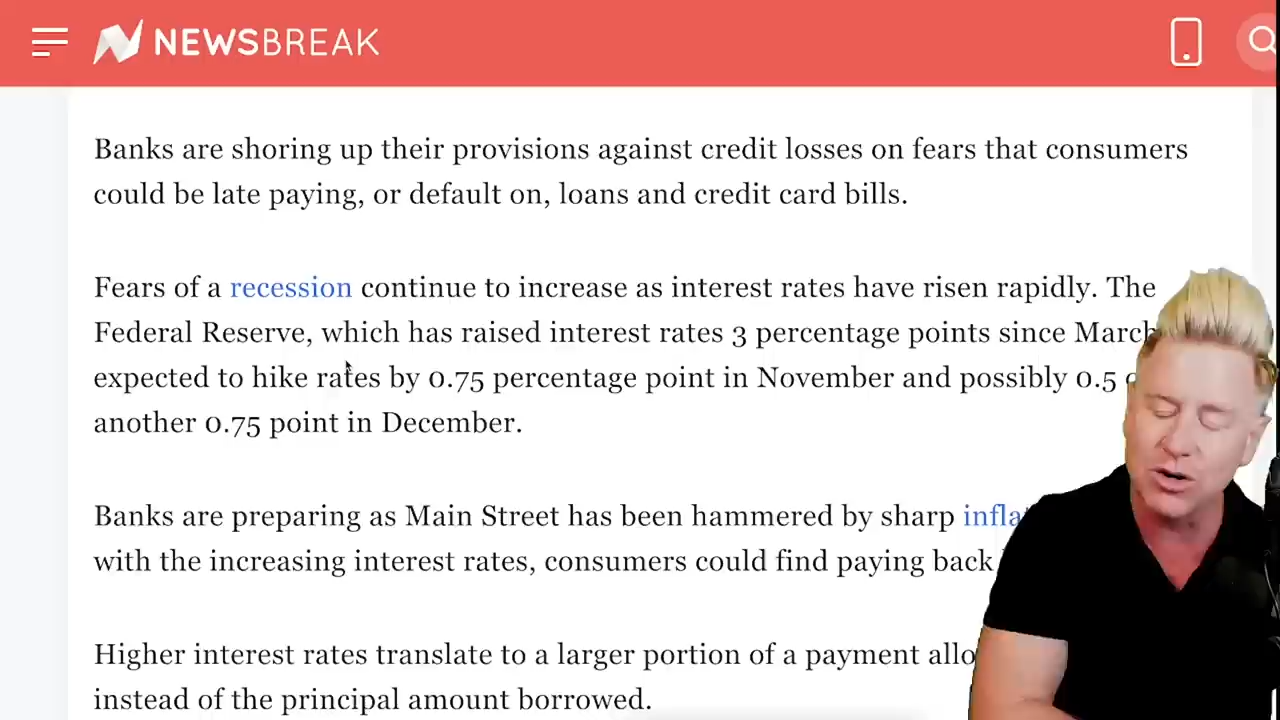 NEWSBREAK
Banks are shoring up their provisions against credit losses on fears that consumers
could be late paying, or default on, loans and credit card bills.
Fears of a recession continue to increase as interest rates have risen rapidly. The
Federal Reserve, which has raised interest rates 3 percentage points since March
expected to hike rates by 0.75 percentage point in November and possibly 0.5
another 0.75 point in December.
Banks are preparing as Main Street has been hammered by sharp
with the increasing interest rates, consumers could find paying back
Higher interest rates translate to a larger portion of a payment
instead of the principal amount borrowed.